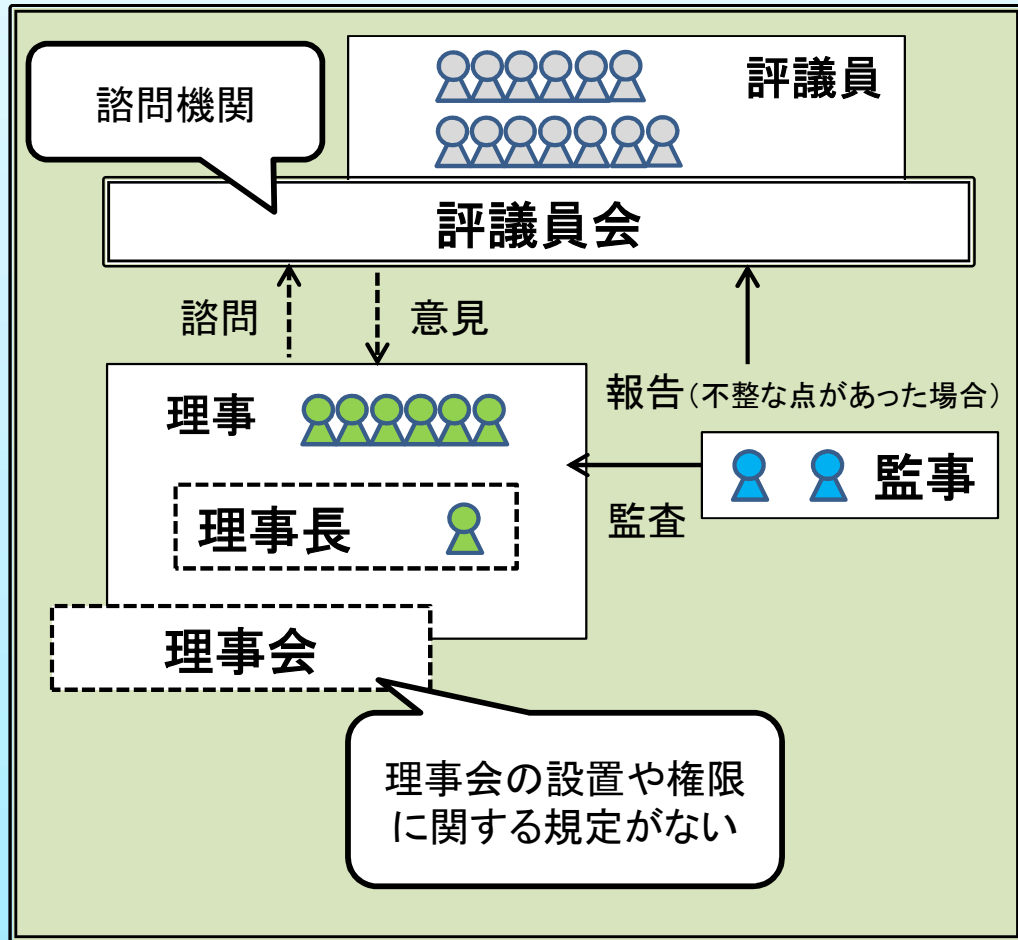 評議員
諮問機関
評議員会
諮問
意見
報告(不整な点があった場合)
理事
監事
監査
理事長
理事会
理事会の設置や権限
に関する規定がない